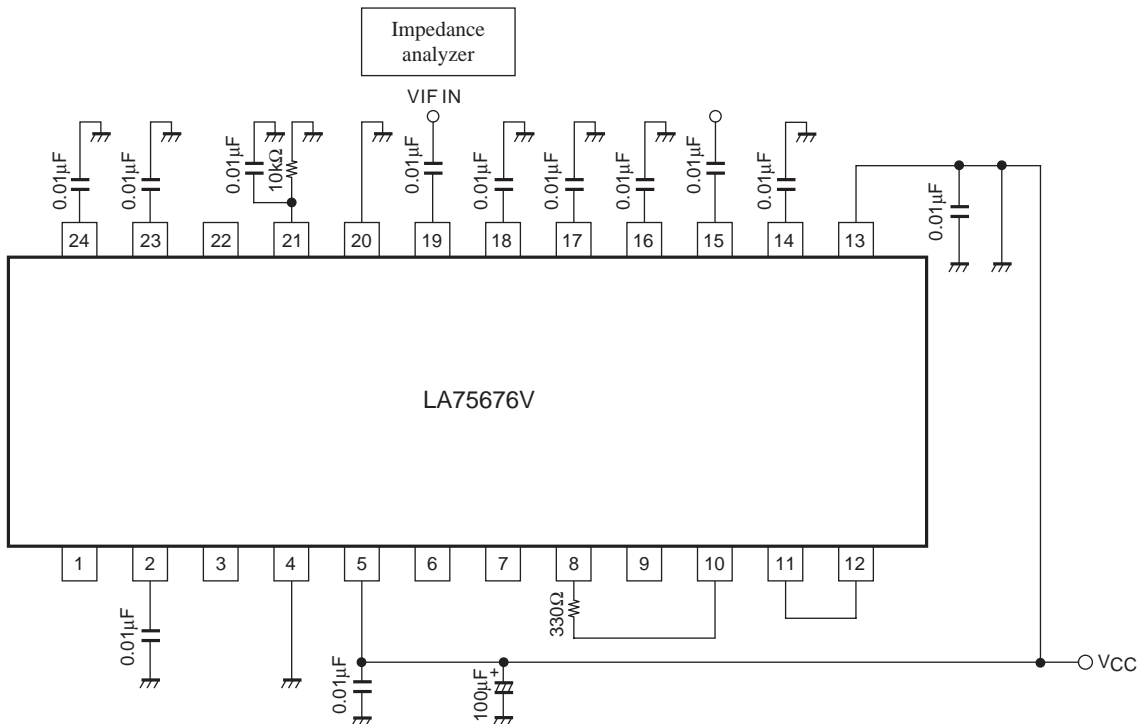 Impedance
analyzer
VIF IN
0.01µF
0.01µF
0.01µF
10kΩ
0.01µF
0.01µF
0.01µF
0.01µF
0.01µF
0.01µF
0.01µF
24 23 22 21 20 19 18 17 16 15 14 13
LA75676V
1 2 3 4 5 6 7 8 9 10 11 12
0.01µF
330Ω
0.01µF
100µF
+
VCC